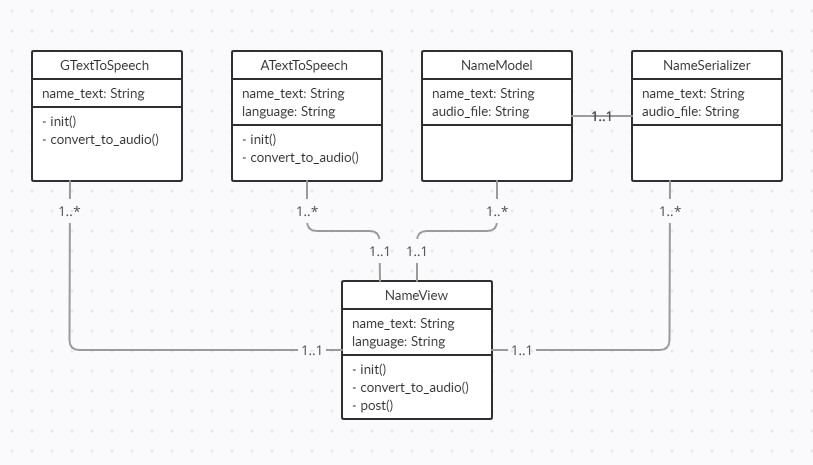 GTextToSpeech
name_text: String
- init()
- convert_to_audio()
ATextToSpeech
name_text: String
language: String
- init()
- convert_to_audio()
NameModel
name_text: String
audio_file: String
1..1
NameSerializer
name_text: String
audio_file: String
1..*
1..*
1..*
1..*
1..1
1..1
NameView
name_text: String
language: String
1..1
1..1
- init()
- convert_to_audio()
- post()